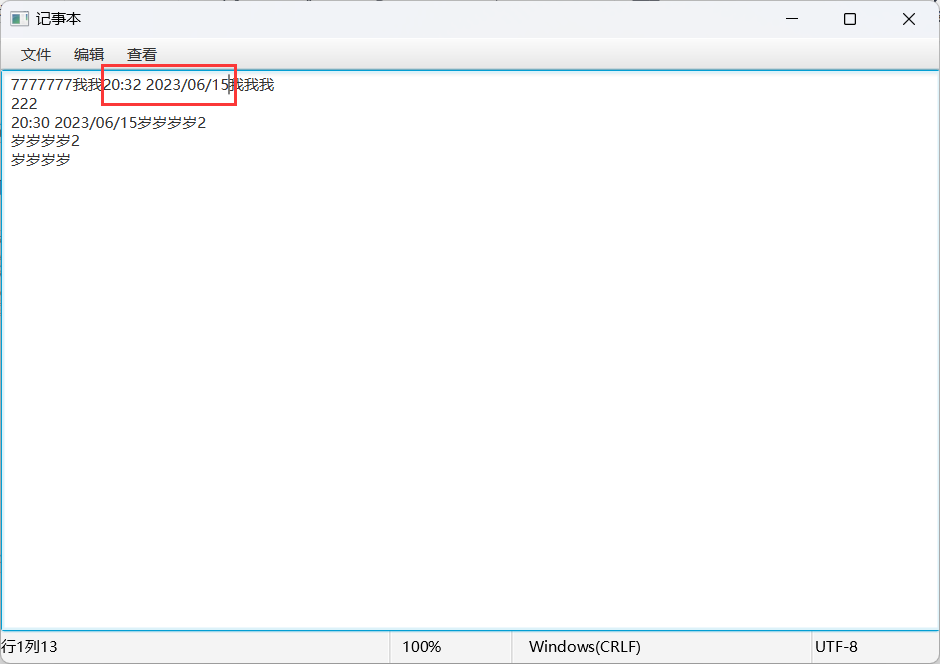 记事本
文件 编辑 查看
7777777我我20:32 2023/06/15我我我
222
20:30 2023/06/15岁岁岁岁2
岁岁岁岁2
岁岁岁岁
行1列13 100% Windows(CRLF) UTF-8